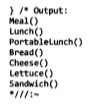 } /* Output:
Meal()
Lunch()
PortableLunch()
Bread()
Cheese()
Lettuce()
Sandwich()
*///:~